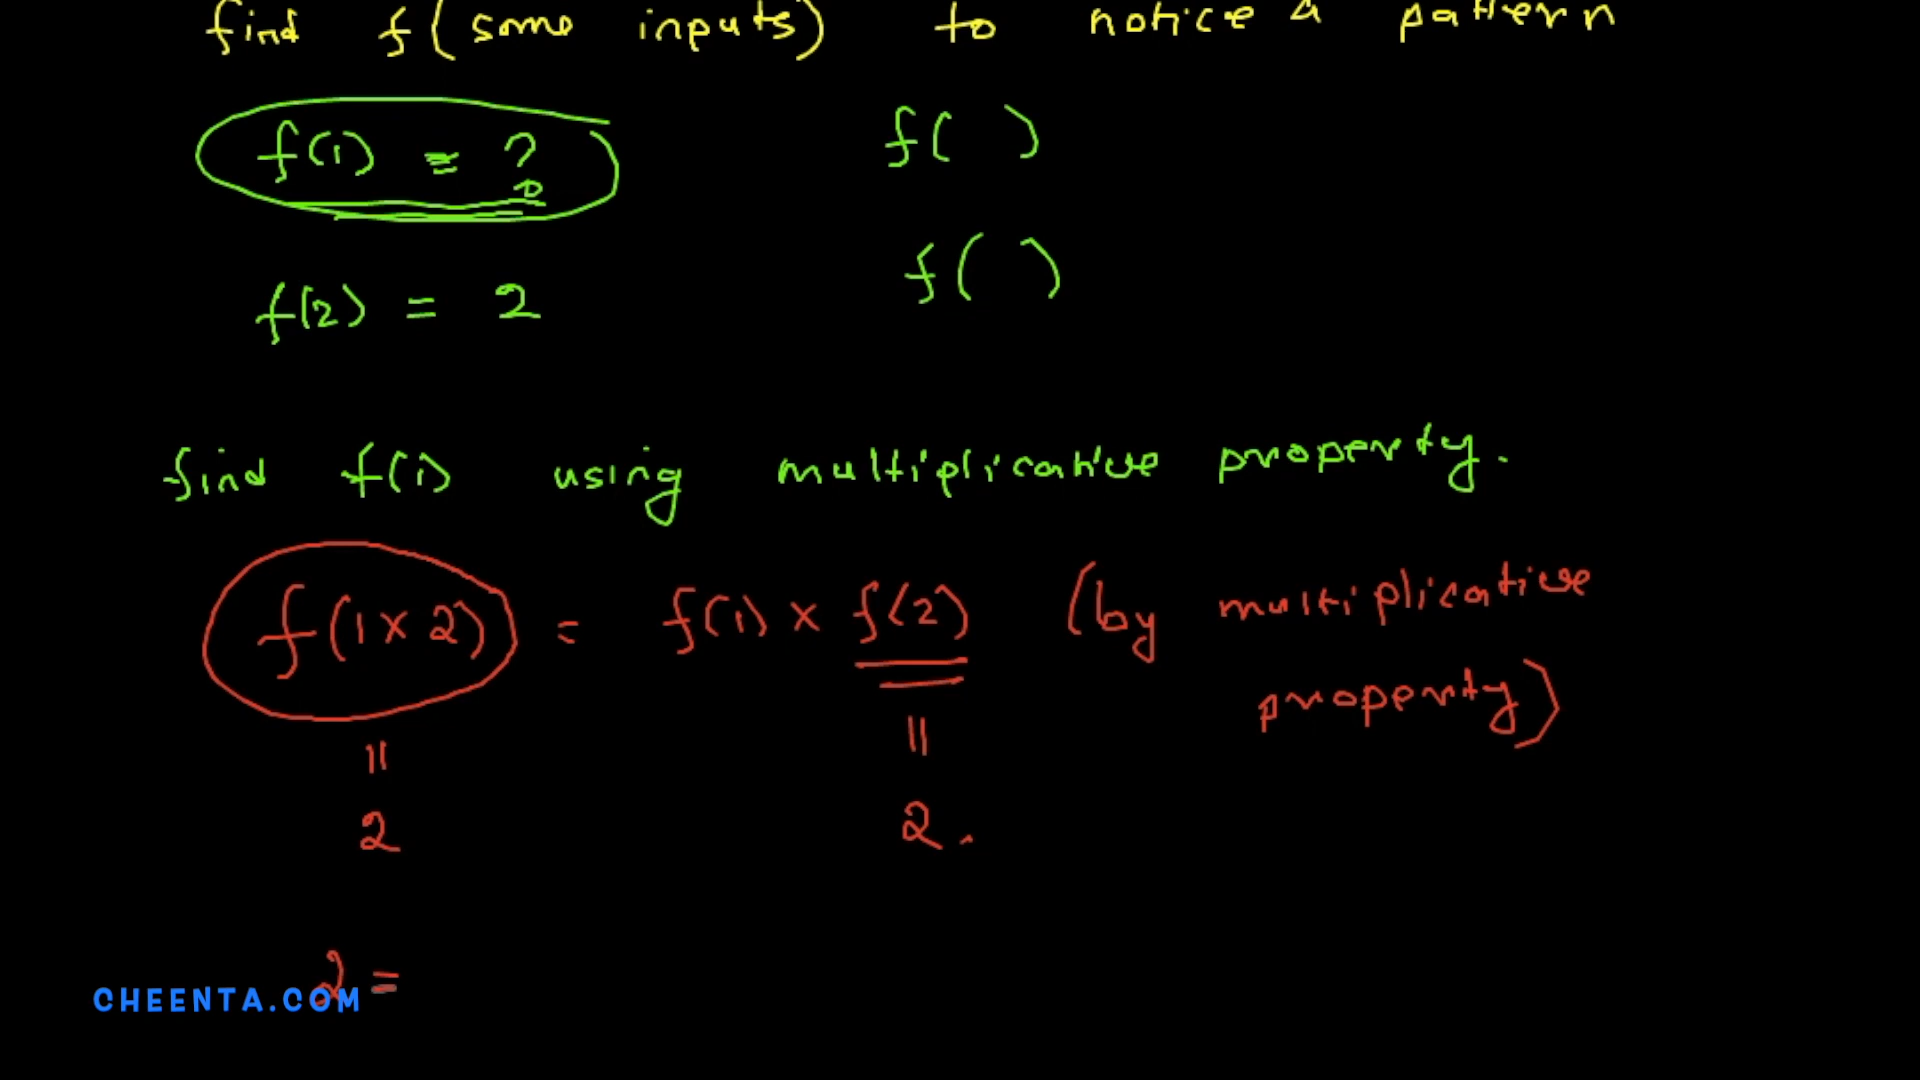 find f(some inputs) to notice a pattern
f(1) = ? f( )
f(2) = 2 f( )
find f(1) using multiplicative property.
f(1 x 2) = f(1) x f(2) (by multiplicative
property)
= =
2 2.
2 =
CHEENTA.COM